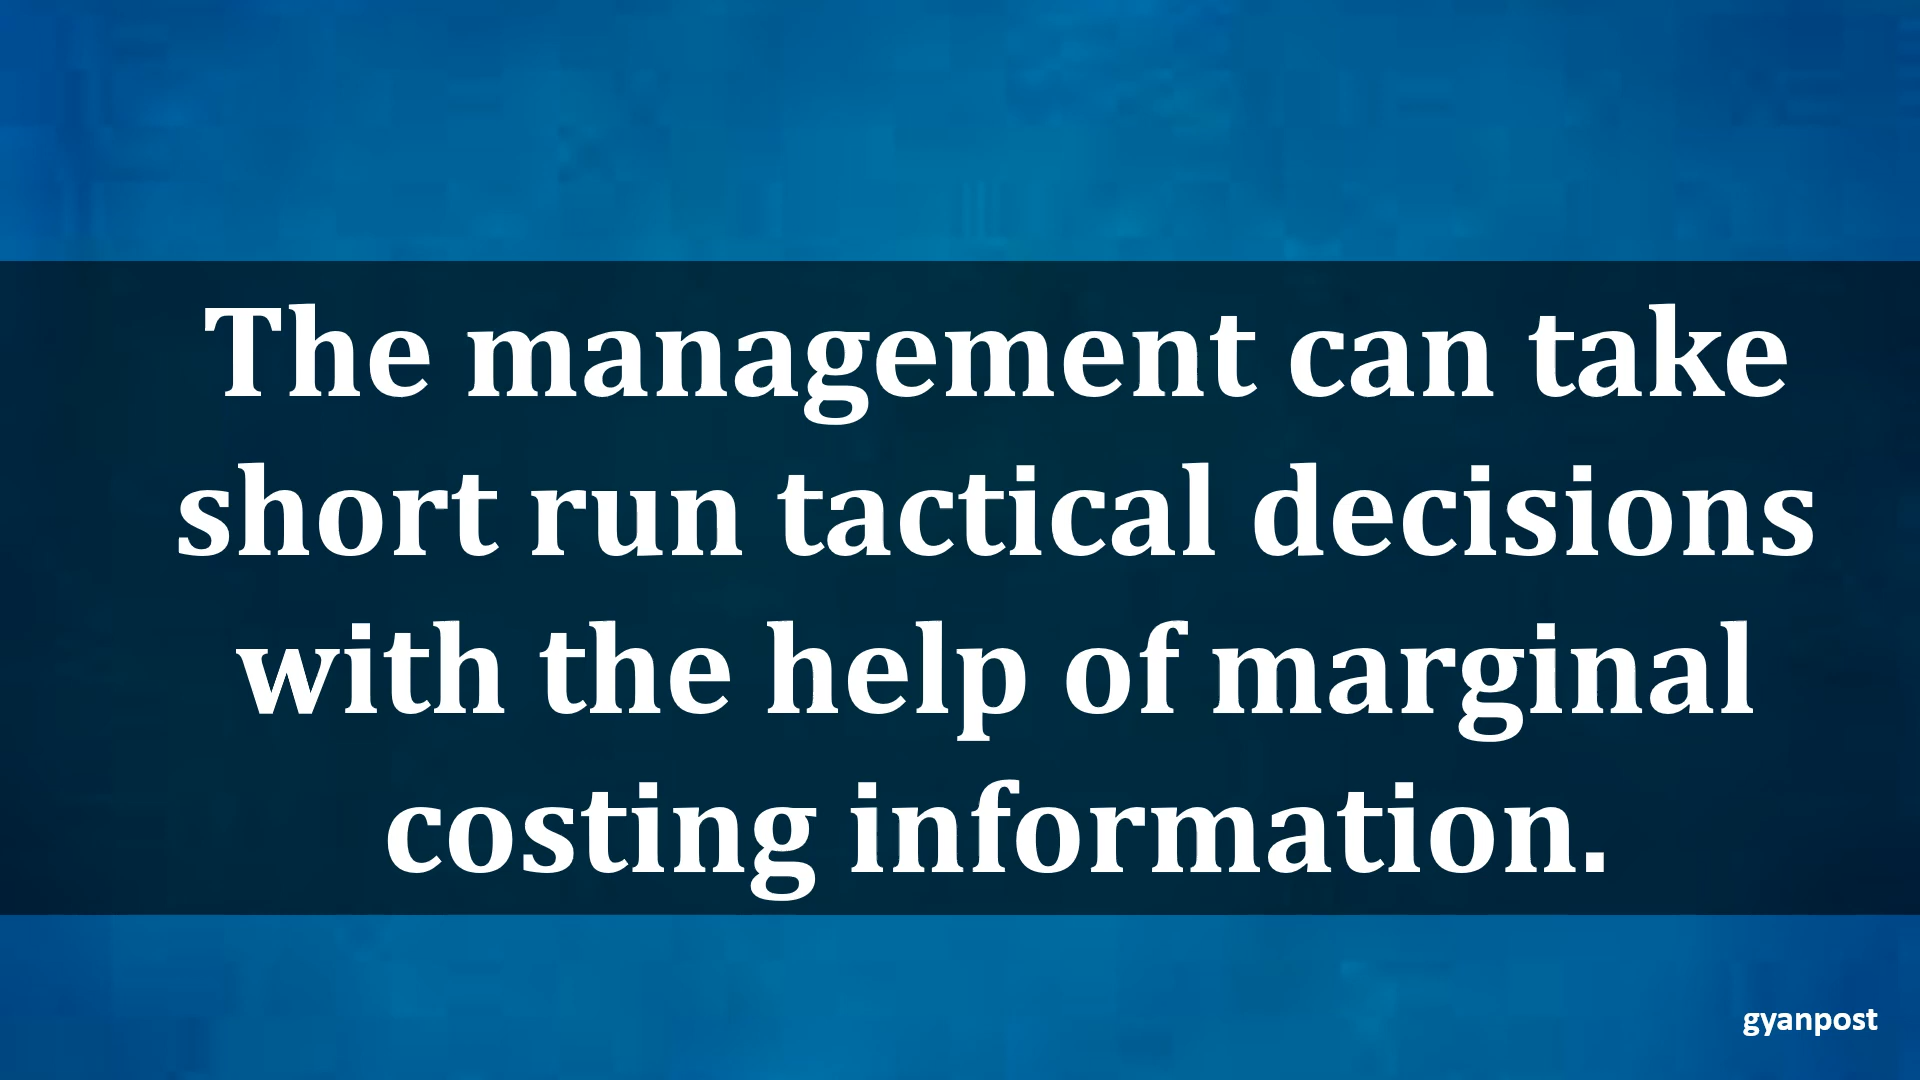 The management can take
short run tactical decisions
with the help of marginal
costing information.
gyanpost